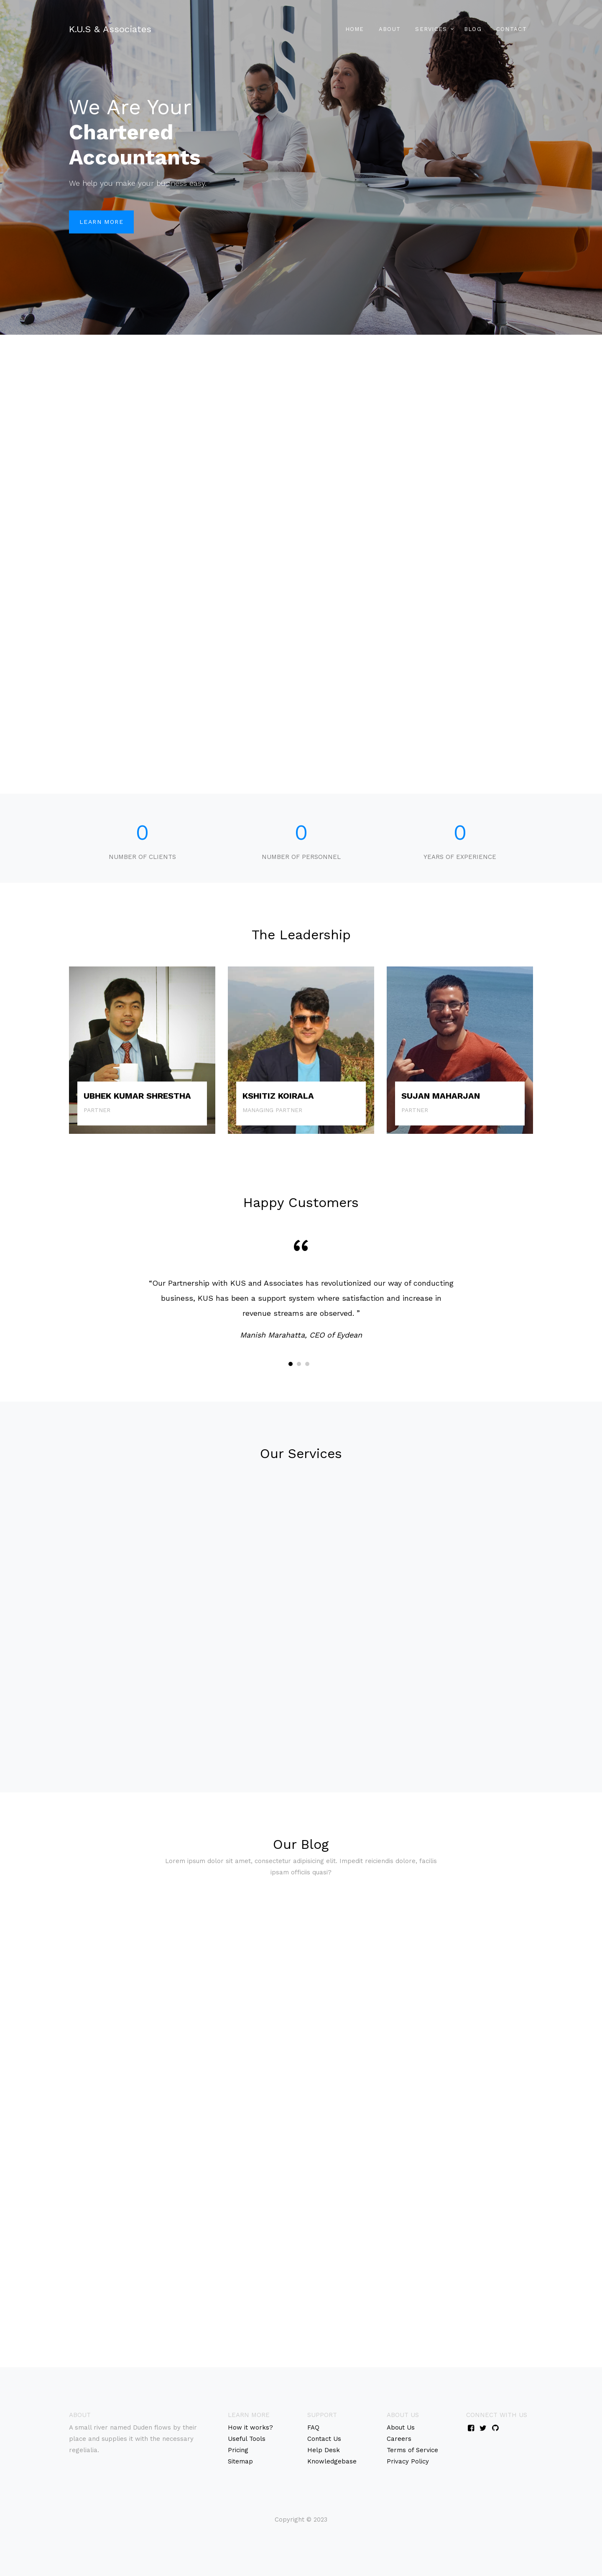 K.U.S & Associates
HOME ABOUT SERVICES BLOG CONTACT
We Are Your
Chartered
Accountants
We help you make your business easy.
LEARN MORE
0 0 0
NUMBER OF CLIENTS NUMBER OF PERSONNEL YEARS OF EXPERIENCE
The Leadership
UBHEK KUMAR SHRESTHA KSHITIZ KOIRALA SUJAN MAHARJAN
PARTNER MANAGING PARTNER PARTNER
Happy Customers
“
“Our Partnership with KUS and Associates has revolutionized our way of conducting
business, KUS has been a support system where satisfaction and increase in
revenue streams are observed. ”
Manish Marahatta, CEO of Eydean
Our Services
Our Blog
Lorem ipsum dolor sit amet, consectetur adipisicing elit. Impedit reiciendis dolore, facilis
ipsam officiis quasi?
ABOUT LEARN MORE SUPPORT ABOUT US CONNECT WITH US
A small river named Duden flows by their How it works? FAQ About Us
place and supplies it with the necessary Useful Tools Contact Us Careers
regelialia. Pricing Help Desk Terms of Service
Sitemap Knowledgebase Privacy Policy
Copyright © 2023